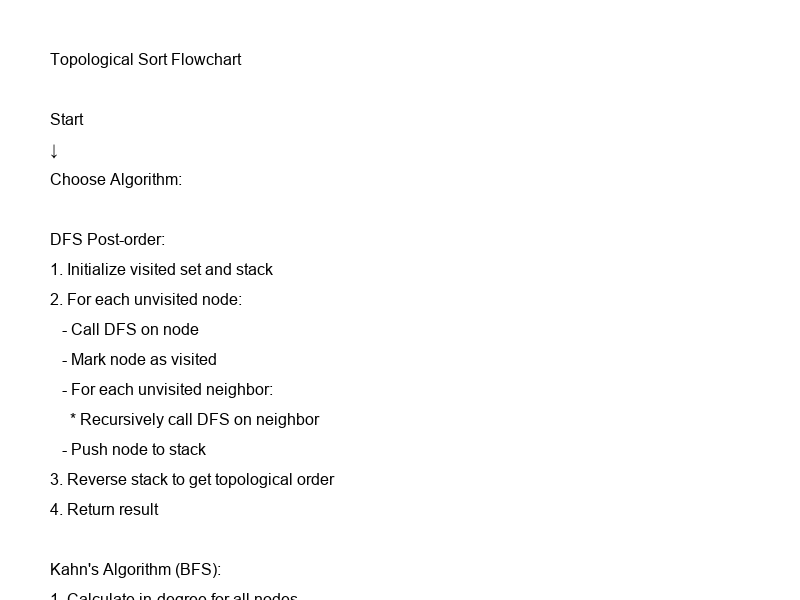 Topological Sort Flowchart
Start
↓
Choose Algorithm:
DFS Post-order:
1. Initialize visited set and stack
2. For each unvisited node:
- Call DFS on node
- Mark node as visited
- For each unvisited neighbor:
* Recursively call DFS on neighbor
- Push node to stack
3. Reverse stack to get topological order
4. Return result
Kahn's Algorithm (BFS):
1. Calculate in-degree for all nodes